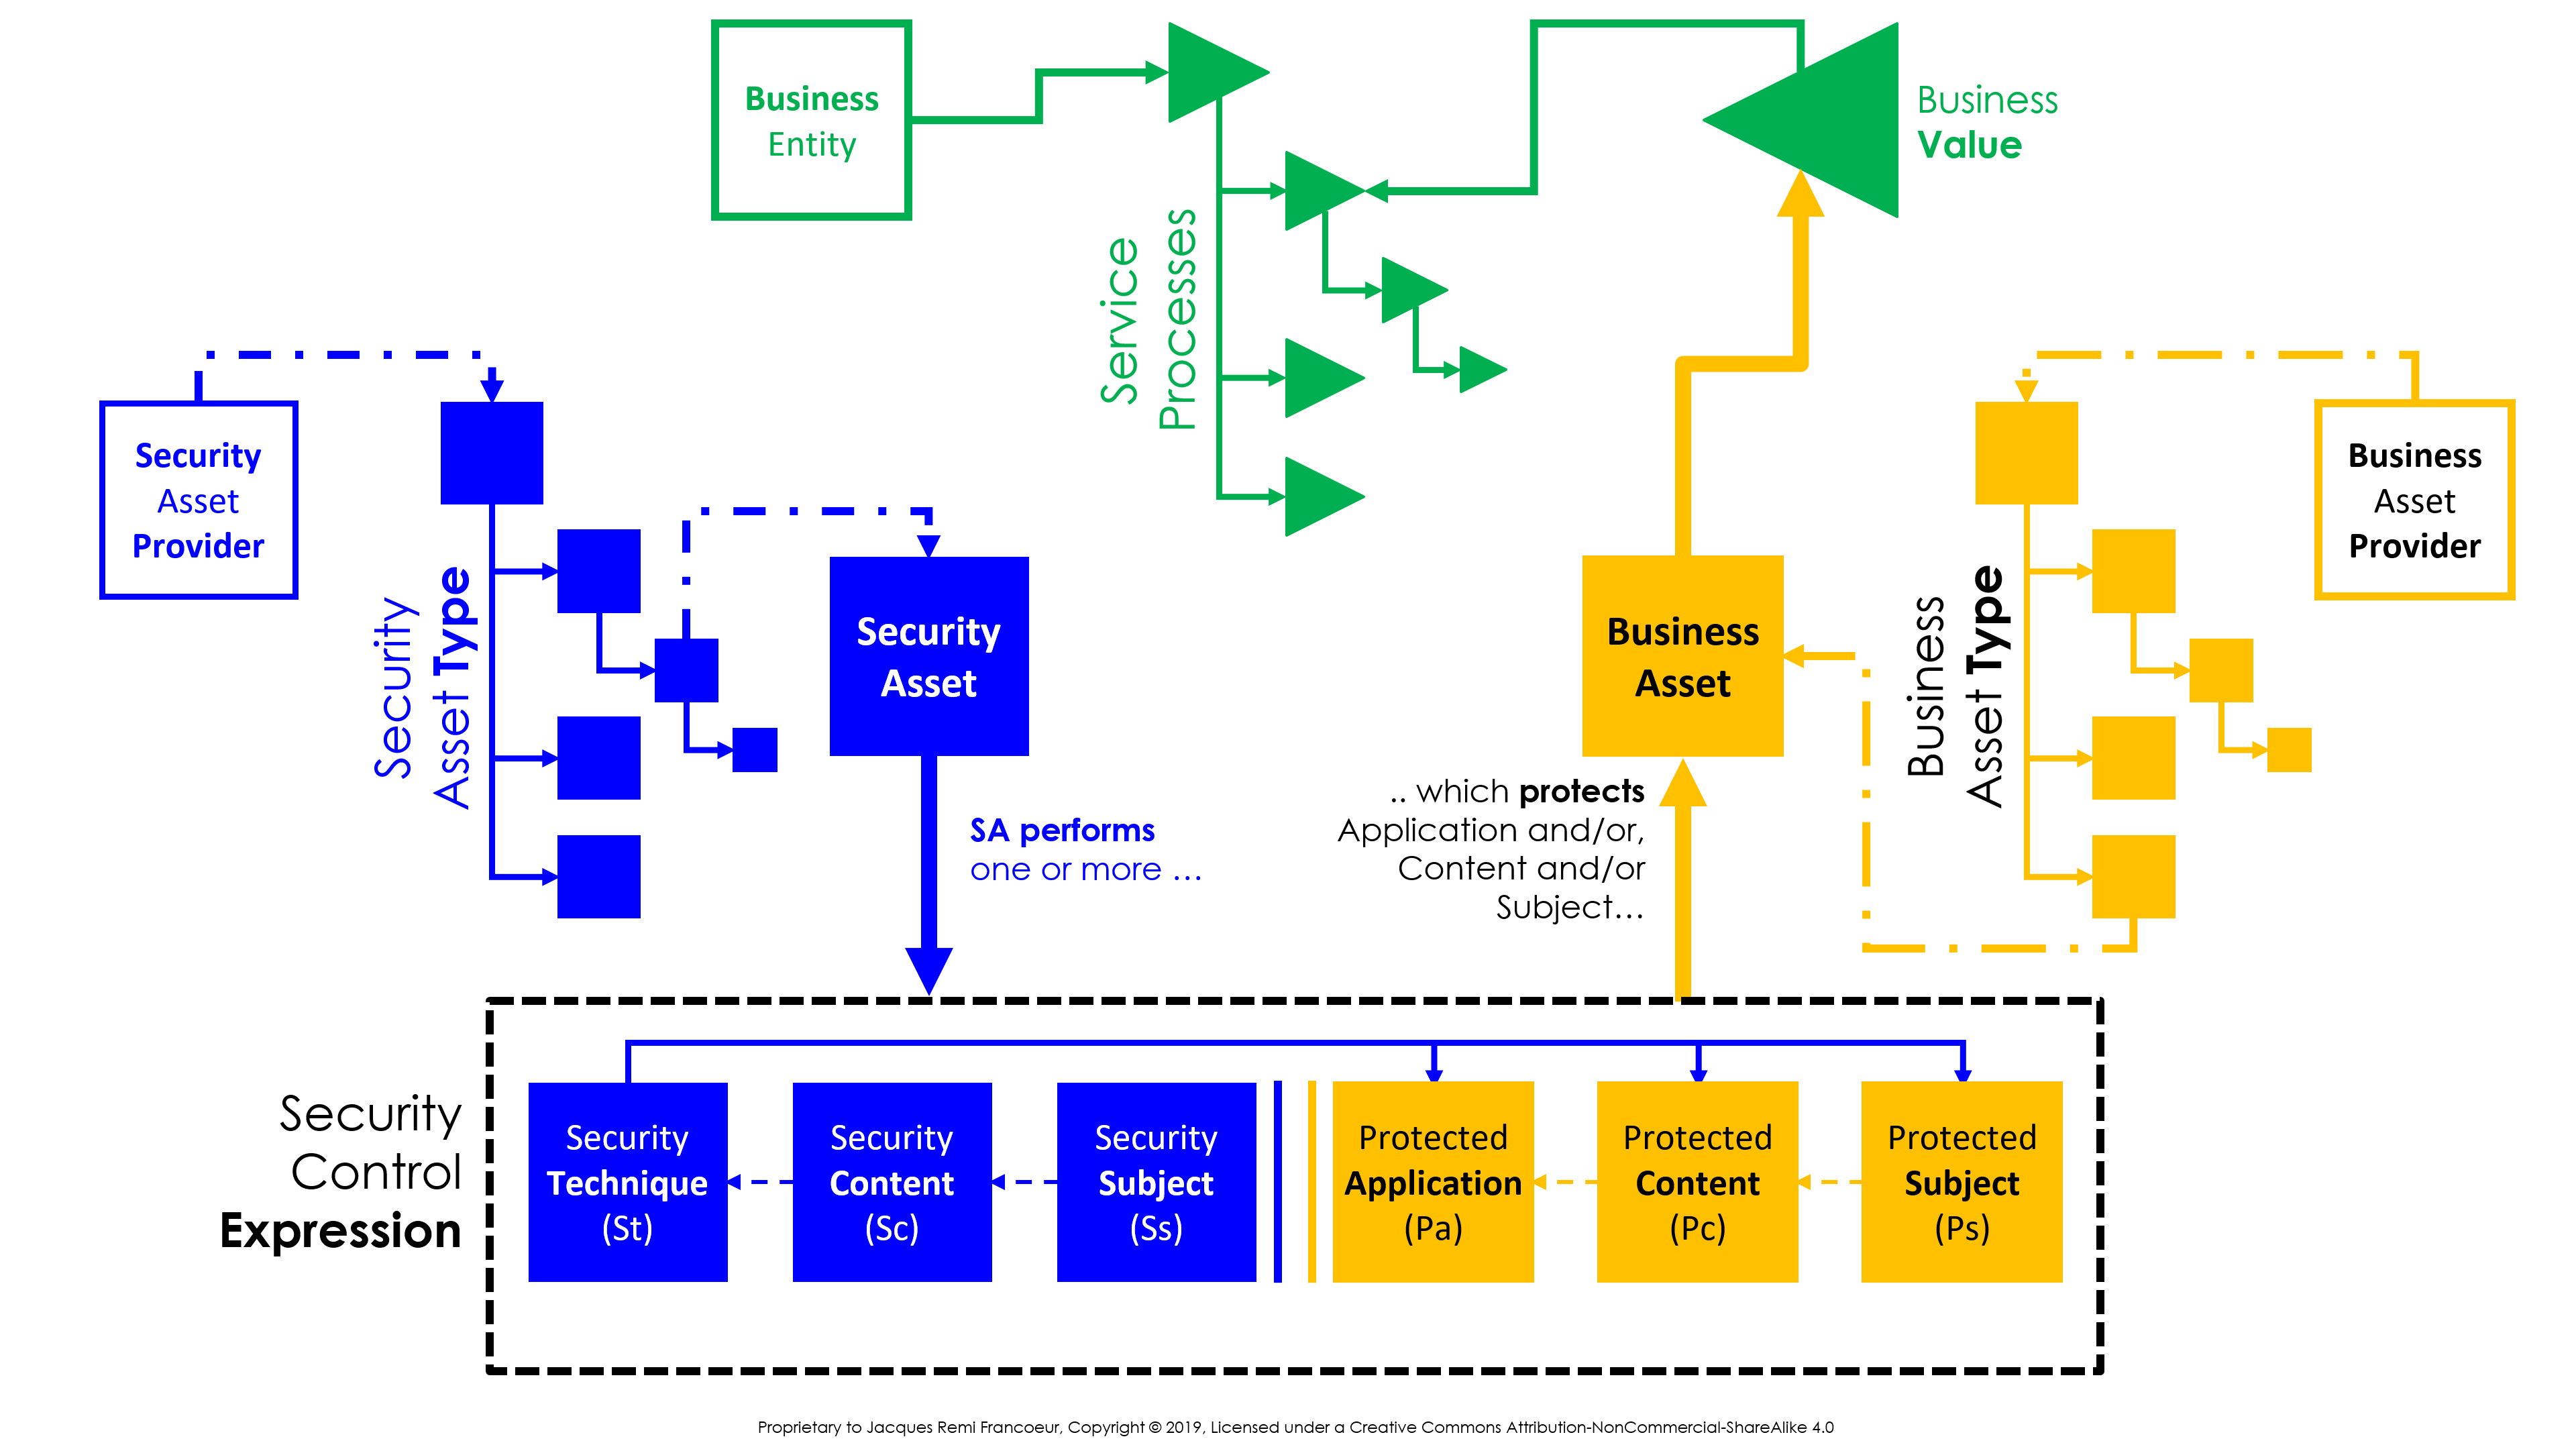 Business
Entity
Business
Value
Service
Processes
Security
Asset
Provider
Security
Asset Type
Security
Asset
Business
Asset
Business
Asset Type
Business
Asset
Provider
SA performs
one or more ...
.. which protects
Application and/or,
Content and/or
Subject...
Security
Control
Expression
Security
Technique
(St)
Security
Content
(Sc)
Security
Subject
(Ss)
Protected
Application
(Pa)
Protected
Content
(Pc)
Protected
Subject
(Ps)
Proprietary to Jacques Remi Francoeur, Copyright © 2019, Licensed under a Creative Commons Attribution-NonCommercial-ShareAlike 4.0